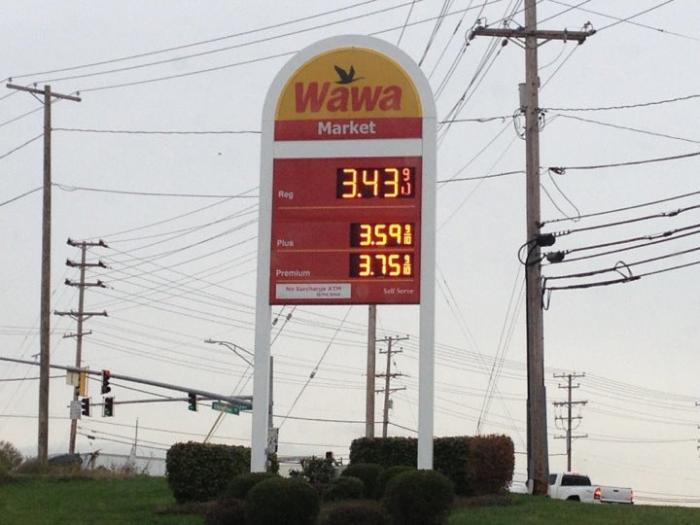 Wawa
Market
Reg 3.43 9
Plus 3.59 9/10
Premium 3.75 9/10
No Surcharge ATM
Self Serve